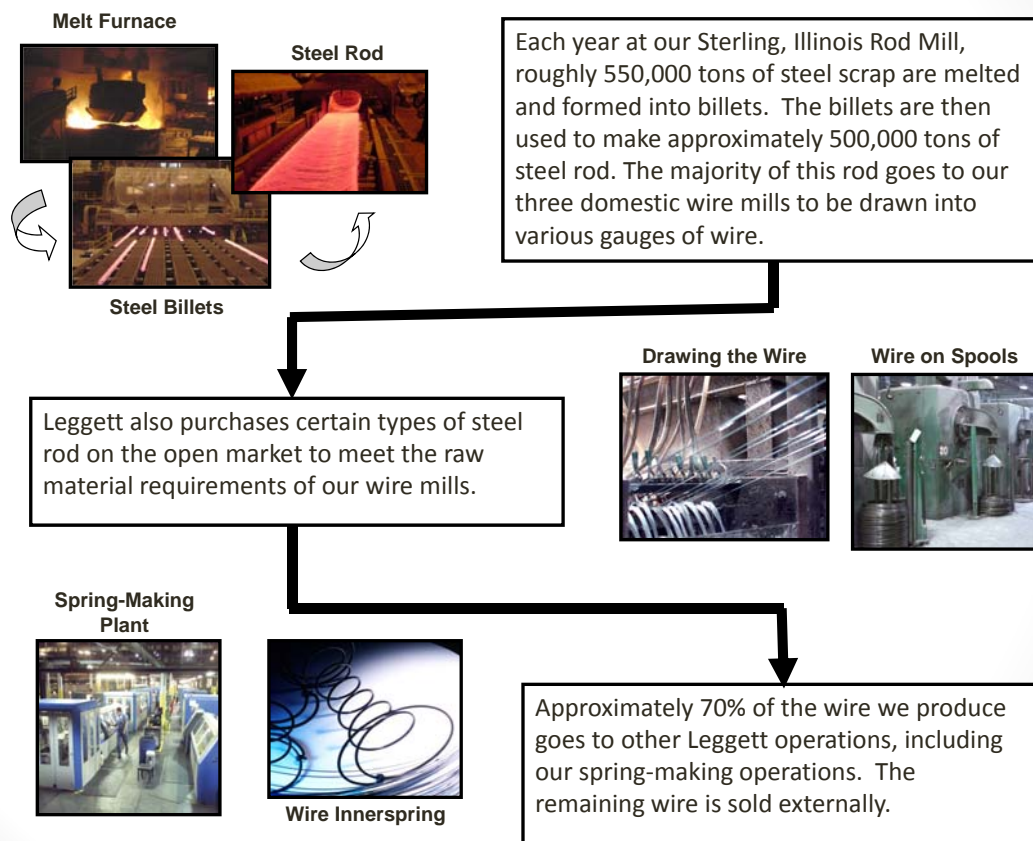 Melt Furnace
Steel Rod
Steel Billets
Each year at our Sterling, Illinois Rod Mill,
roughly 550,000 tons of steel scrap are melted
and formed into billets.  The billets are then
used to make approximately 500,000 tons of
steel rod. The majority of this rod goes to our
three domestic wire mills to be drawn into
various gauges of wire.
Drawing the Wire
Wire on Spools
Leggett also purchases certain types of steel
rod on the open market to meet the raw
material requirements of our wire mills.
Spring-Making
Plant
Wire Innerspring
Approximately 70% of the wire we produce
goes to other Leggett operations, including
our spring-making operations.  The
remaining wire is sold externally.